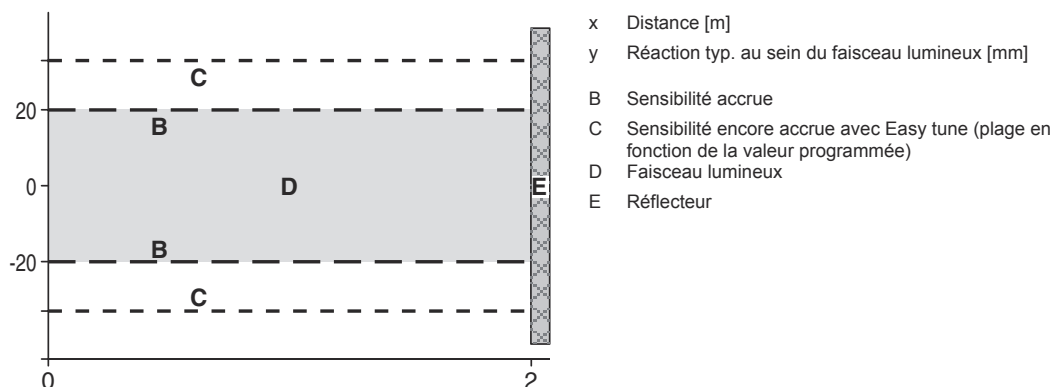 x Distance [m]
y Réaction typ. au sein du faisceau lumineux [mm]
B Sensibilité accrue
C Sensibilité encore accrue avec Easy tune (plage en
fonction de la valeur programmée)
D Faisceau lumineux
E Réflecteur
C
20
B
0
D
E
B
-20
C
0
2